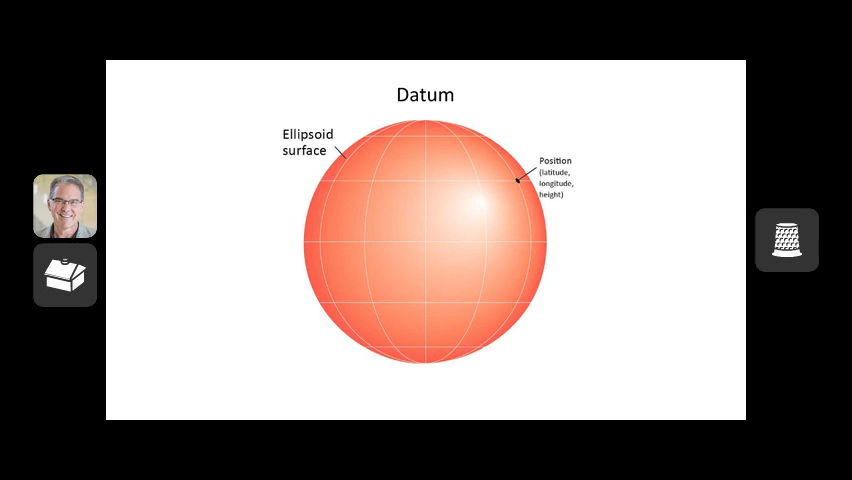 Datum
Ellipsoid
surface
Position
(latitude,
longitude,
height)